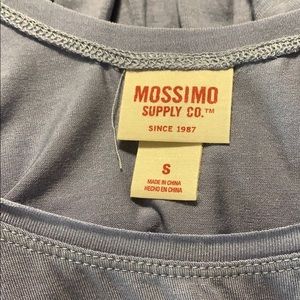 MOSSIMO
SUPPLY CO.™
SINCE 1987
S
MADE IN CHINA
HECHO EN CHINA